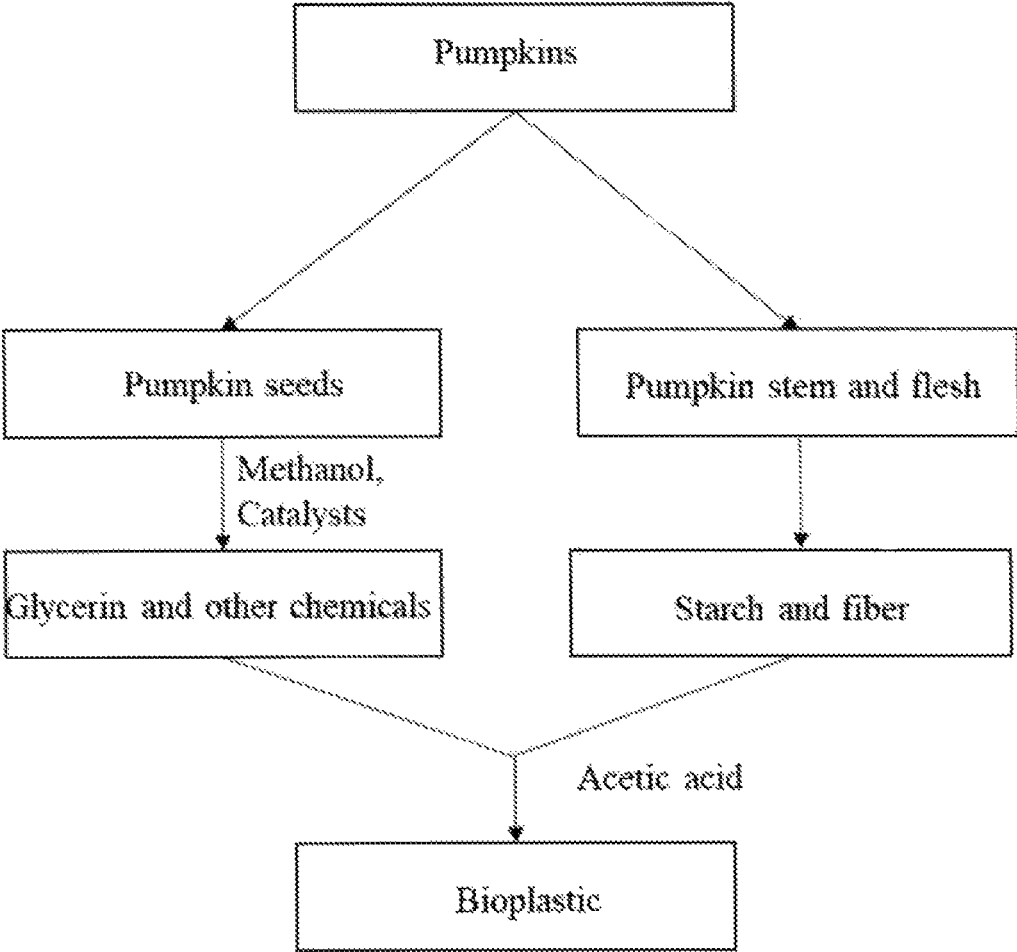 Pumpkins
Pumpkin seeds
Pumpkin stem and flesh
Methanol,
Catalysts
Glycerin and other chemicals
Starch and fiber
Acetic acid
Bioplastic